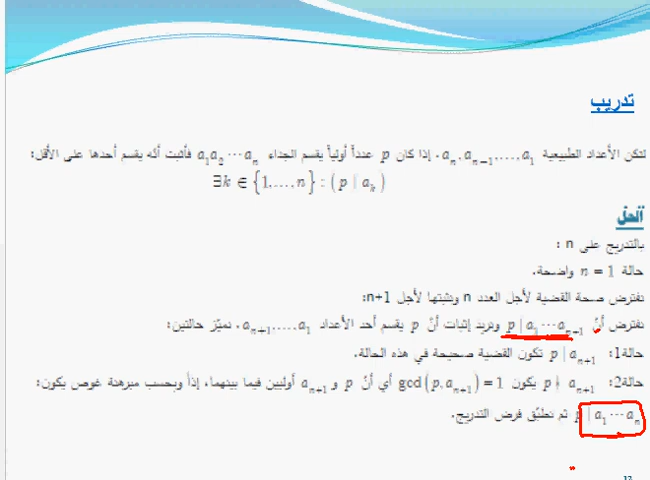 تدريب
لتكن الأعداد الطبيعية a_n, a_{n-1}, ..., a_1. إذا كان p عدداً أولياً يقسم الجداء a_1 a_2 ⋯ a_n فأثبت أنه يقسم أحدها على الأقل:
∃k ∈ {1, ..., n} : (p | a_k)
الحل
بالتدريج على n :
حالة n = 1 واضحة.
نفترض صحة القضية لأجل العدد n ونثبتها لأجل n+1:
نفترض أنّ p | a_1 ⋯ a_{n+1} ونريد إثبات أنّ p يقسم أحد الأعداد a_{n+1}, ..., a_1. نميّز حالتين:
حالة1: p | a_{n+1} تكون القضية صحيحة في هذه الحالة.
حالة2: p ∤ a_{n+1} يكون gcd(p, a_{n+1}) = 1 أي أنّ p و a_{n+1} أوليين فيما بينهما، إذاً وبحسب مبرهنة غوص يكون:
p | a_1 ⋯ a_n ثم نطبّق فرض التدريج.